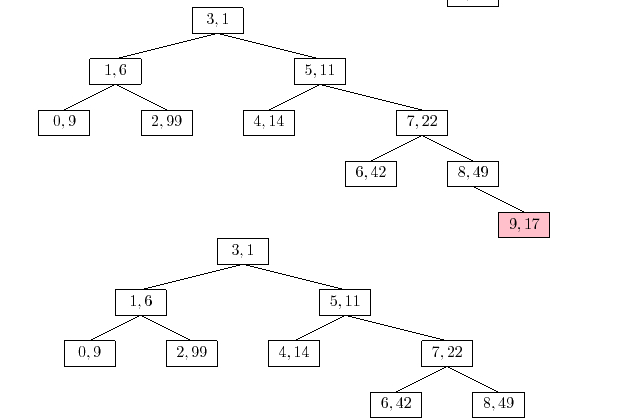 3, 1
1, 6 5, 11
0, 9 2, 99 4, 14 7, 22
6, 42 8, 49
9, 17
3, 1
1, 6 5, 11
0, 9 2, 99 4, 14 7, 22
6, 42 8, 49